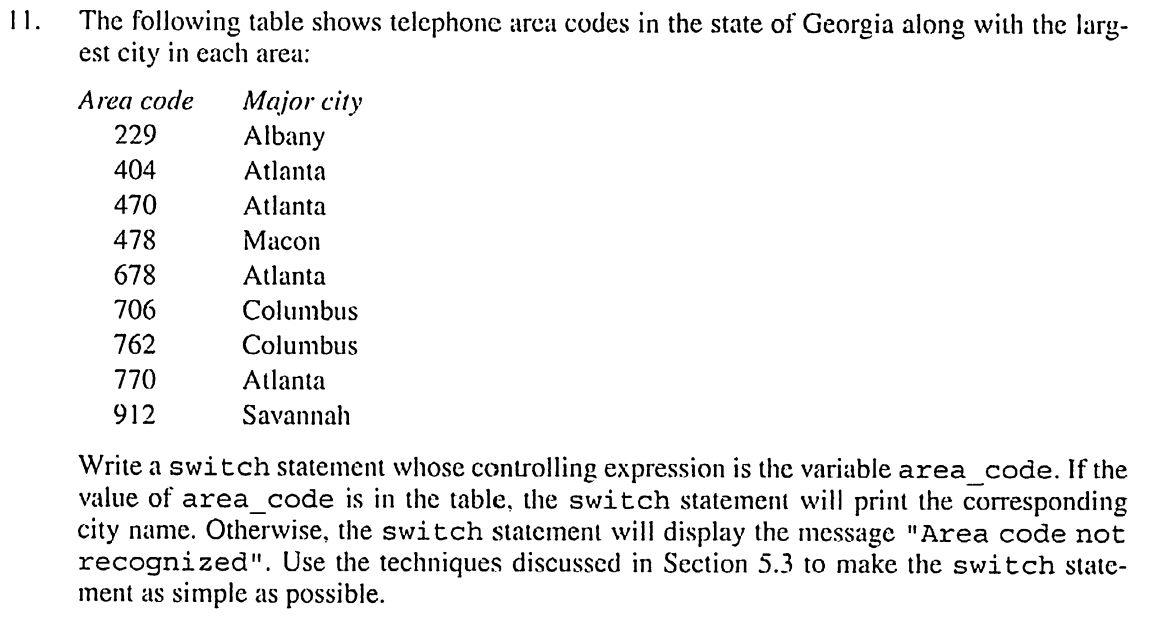 11. The following table shows telephone area codes in the state of Georgia along with the larg-
est city in each area:
Area code Major city
229 Albany
404 Atlanta
470 Atlanta
478 Macon
678 Atlanta
706 Columbus
762 Columbus
770 Atlanta
912 Savannah
Write a switch statement whose controlling expression is the variable area_code. If the
value of area_code is in the table, the switch statement will print the corresponding
city name. Otherwise, the switch statement will display the message "Area code not
recognized". Use the techniques discussed in Section 5.3 to make the switch state-
ment as simple as possible.